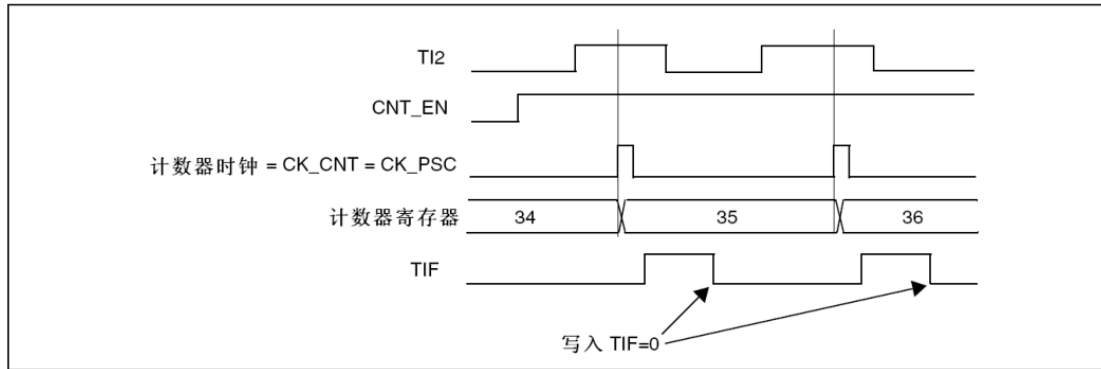 TI2
CNT_EN
计数器时钟 = CK_CNT = CK_PSC
计数器寄存器 34 35 36
TIF
写入 TIF=0